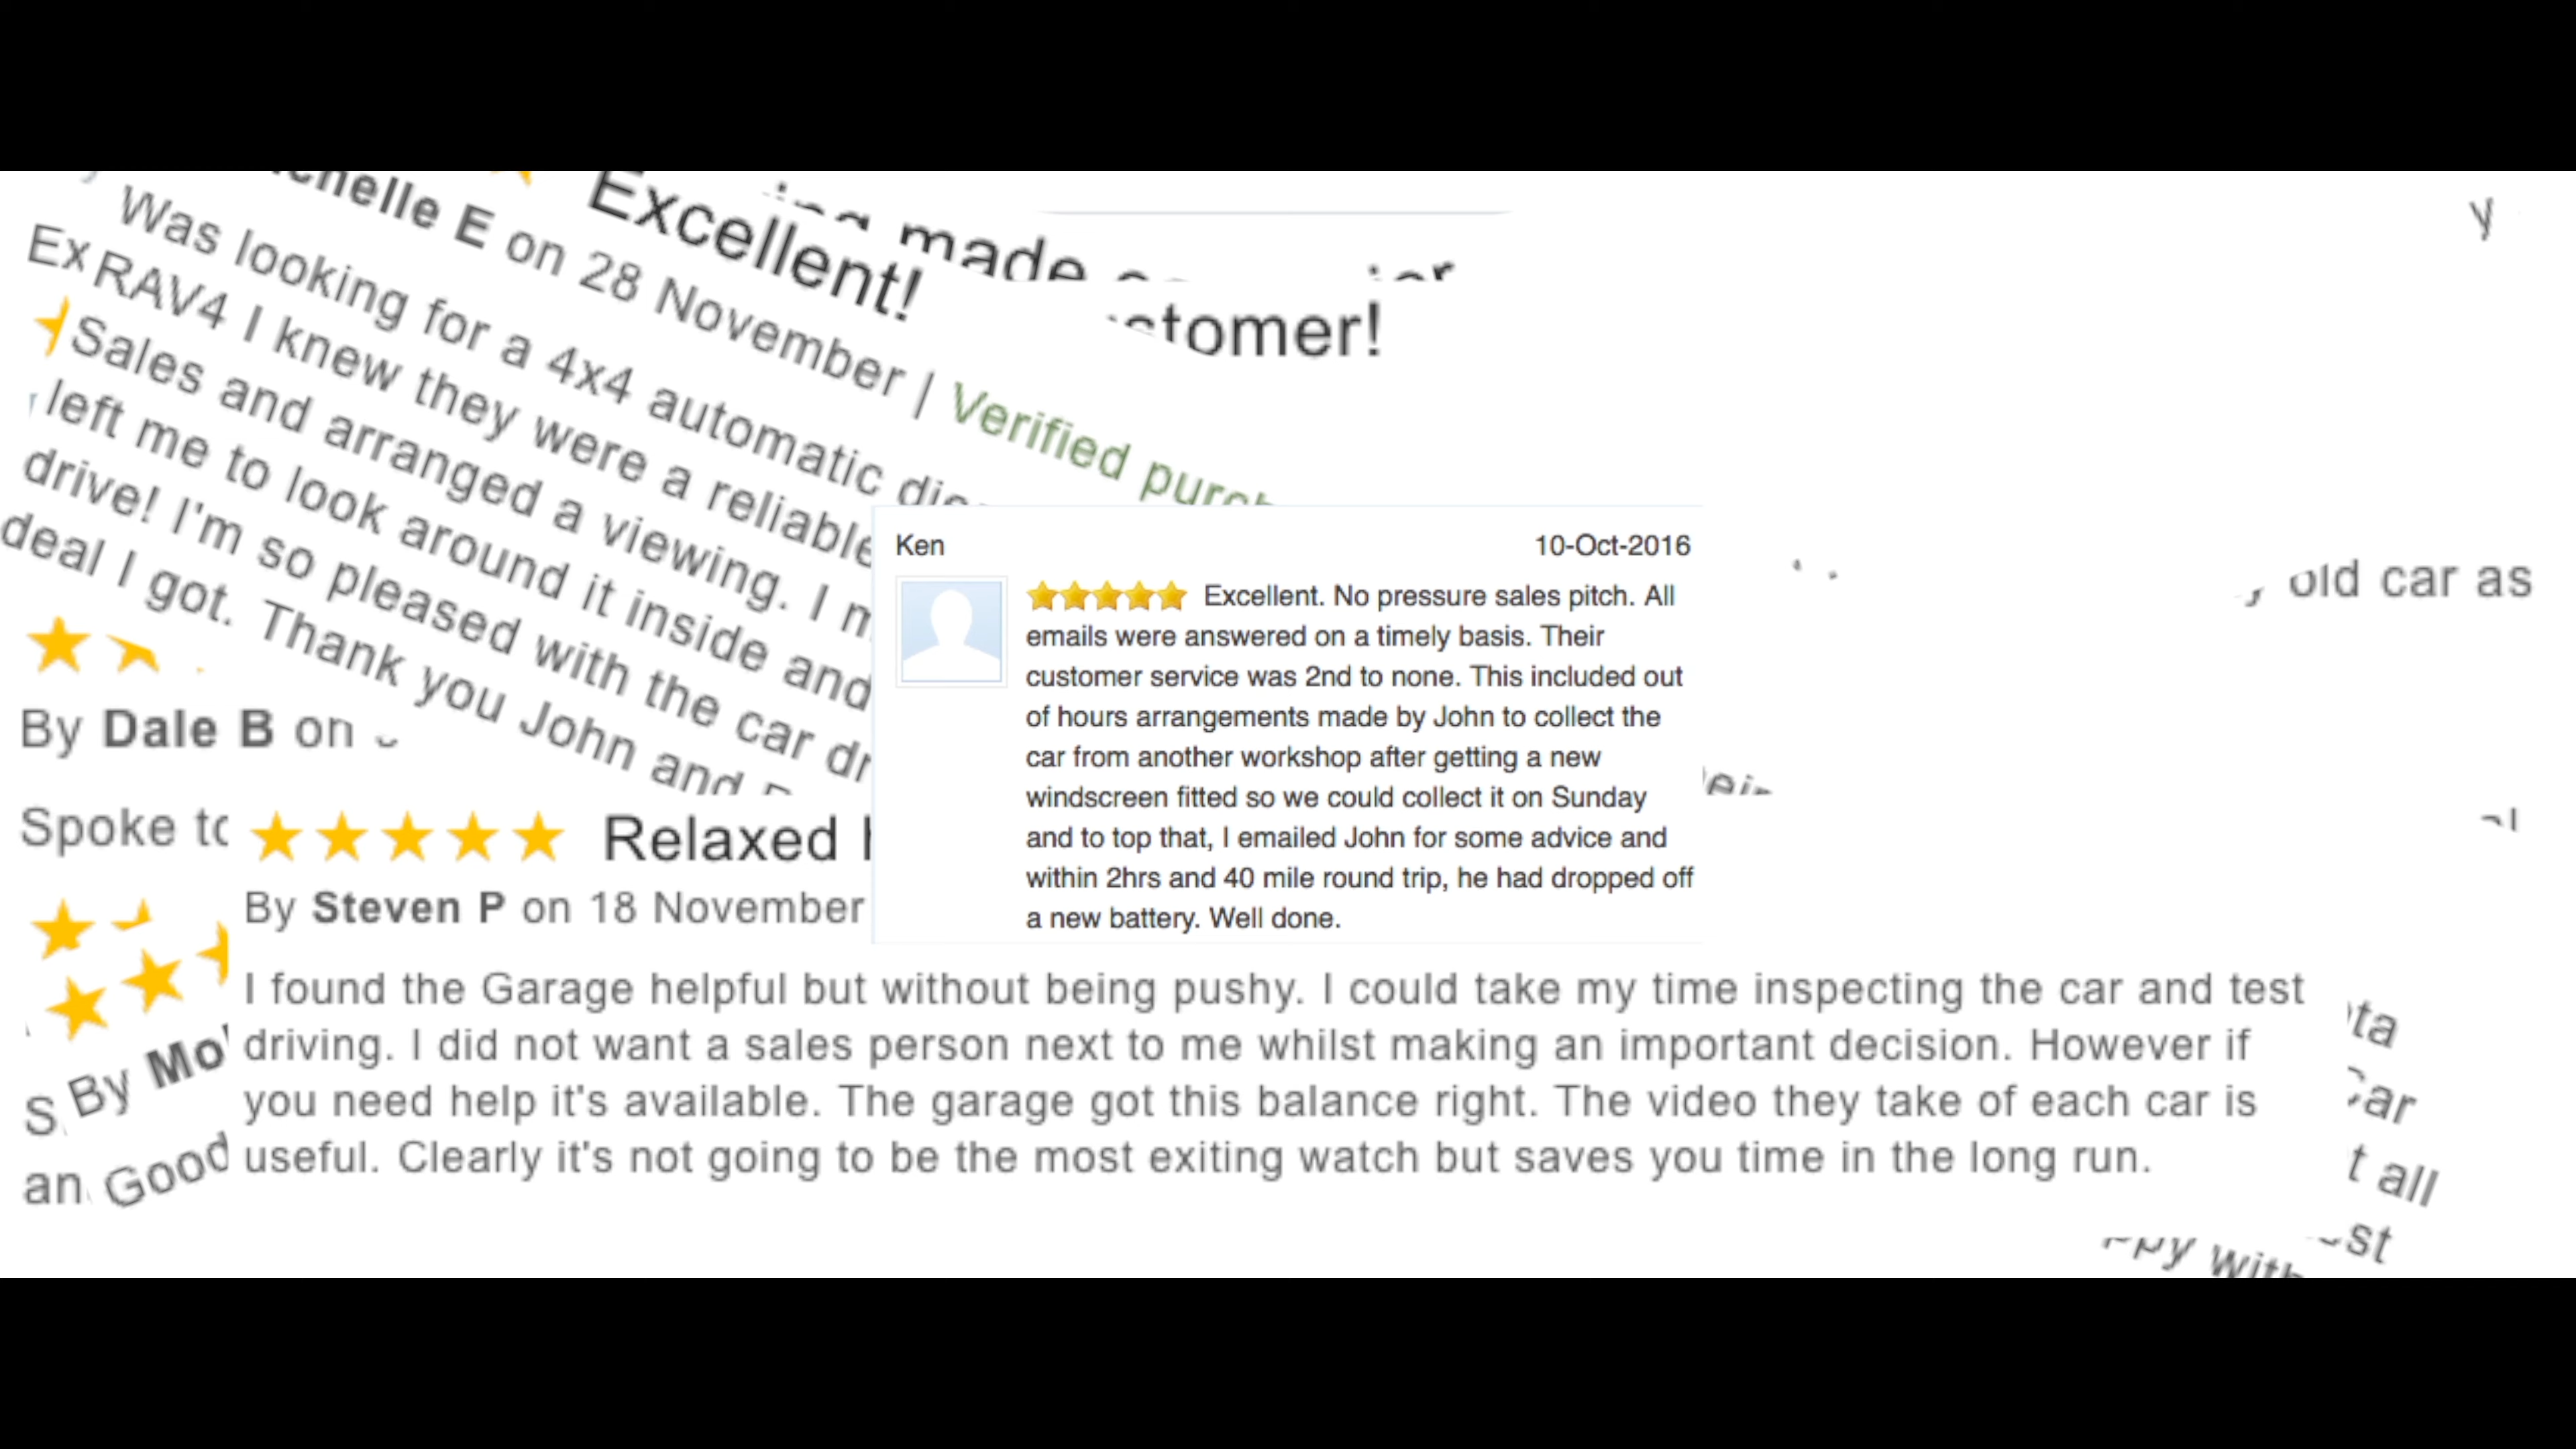 Excellent!
made
chelle E on 28 November | Verified
Was looking for a 4x4 automatic
RAV4 I knew they were a reliable
Sales and arranged a viewing. I
left me to look around it inside and
drive! I'm so pleased with the car
deal I got. Thank you John and
stomer!
Ken
10-Oct-2016
Excellent. No pressure sales pitch. All
emails were answered on a timely basis. Their
customer service was 2nd to none. This included out
of hours arrangements made by John to collect the
car from another workshop after getting a new
windscreen fitted so we could collect it on Sunday
and to top that, I emailed John for some advice and
within 2hrs and 40 mile round trip, he had dropped off
a new battery. Well done.
old car as
By Dale B on
Spoke to
Relaxed
By Steven P on 18 November
I found the Garage helpful but without being pushy. I could take my time inspecting the car and test
driving. I did not want a sales person next to me whilst making an important decision. However if
you need help it's available. The garage got this balance right. The video they take of each car is
useful. Clearly it's not going to be the most exiting watch but saves you time in the long run.
By Mo
Good
ta
Car
t all
st
with